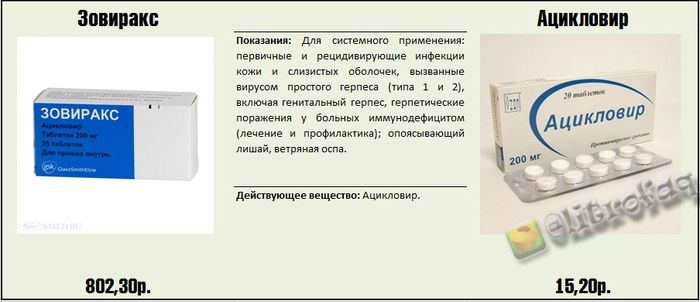 Зовиракс
Ацикловир
ЗОВИРАКС
Ацикловир
Таблетки 200 мг
25 таблеток
Для приема внутрь.
gsk GlaxoSmithKline
SMED.RU
Показания: Для системного применения:
первичные и рецидивирующие инфекции
кожи и слизистых оболочек, вызванные
вирусом простого герпеса (типа 1 и 2),
включая генитальный герпес, герпетические
поражения у больных иммунодефицитом
(лечение и профилактика); опоясывающий
лишай, ветряная оспа.
Действующее вещество: Ацикловир.
20 таблеток
Ацикловир
Противовирусное средство
200 мг
@litrofaq
802,30р.
15,20р.